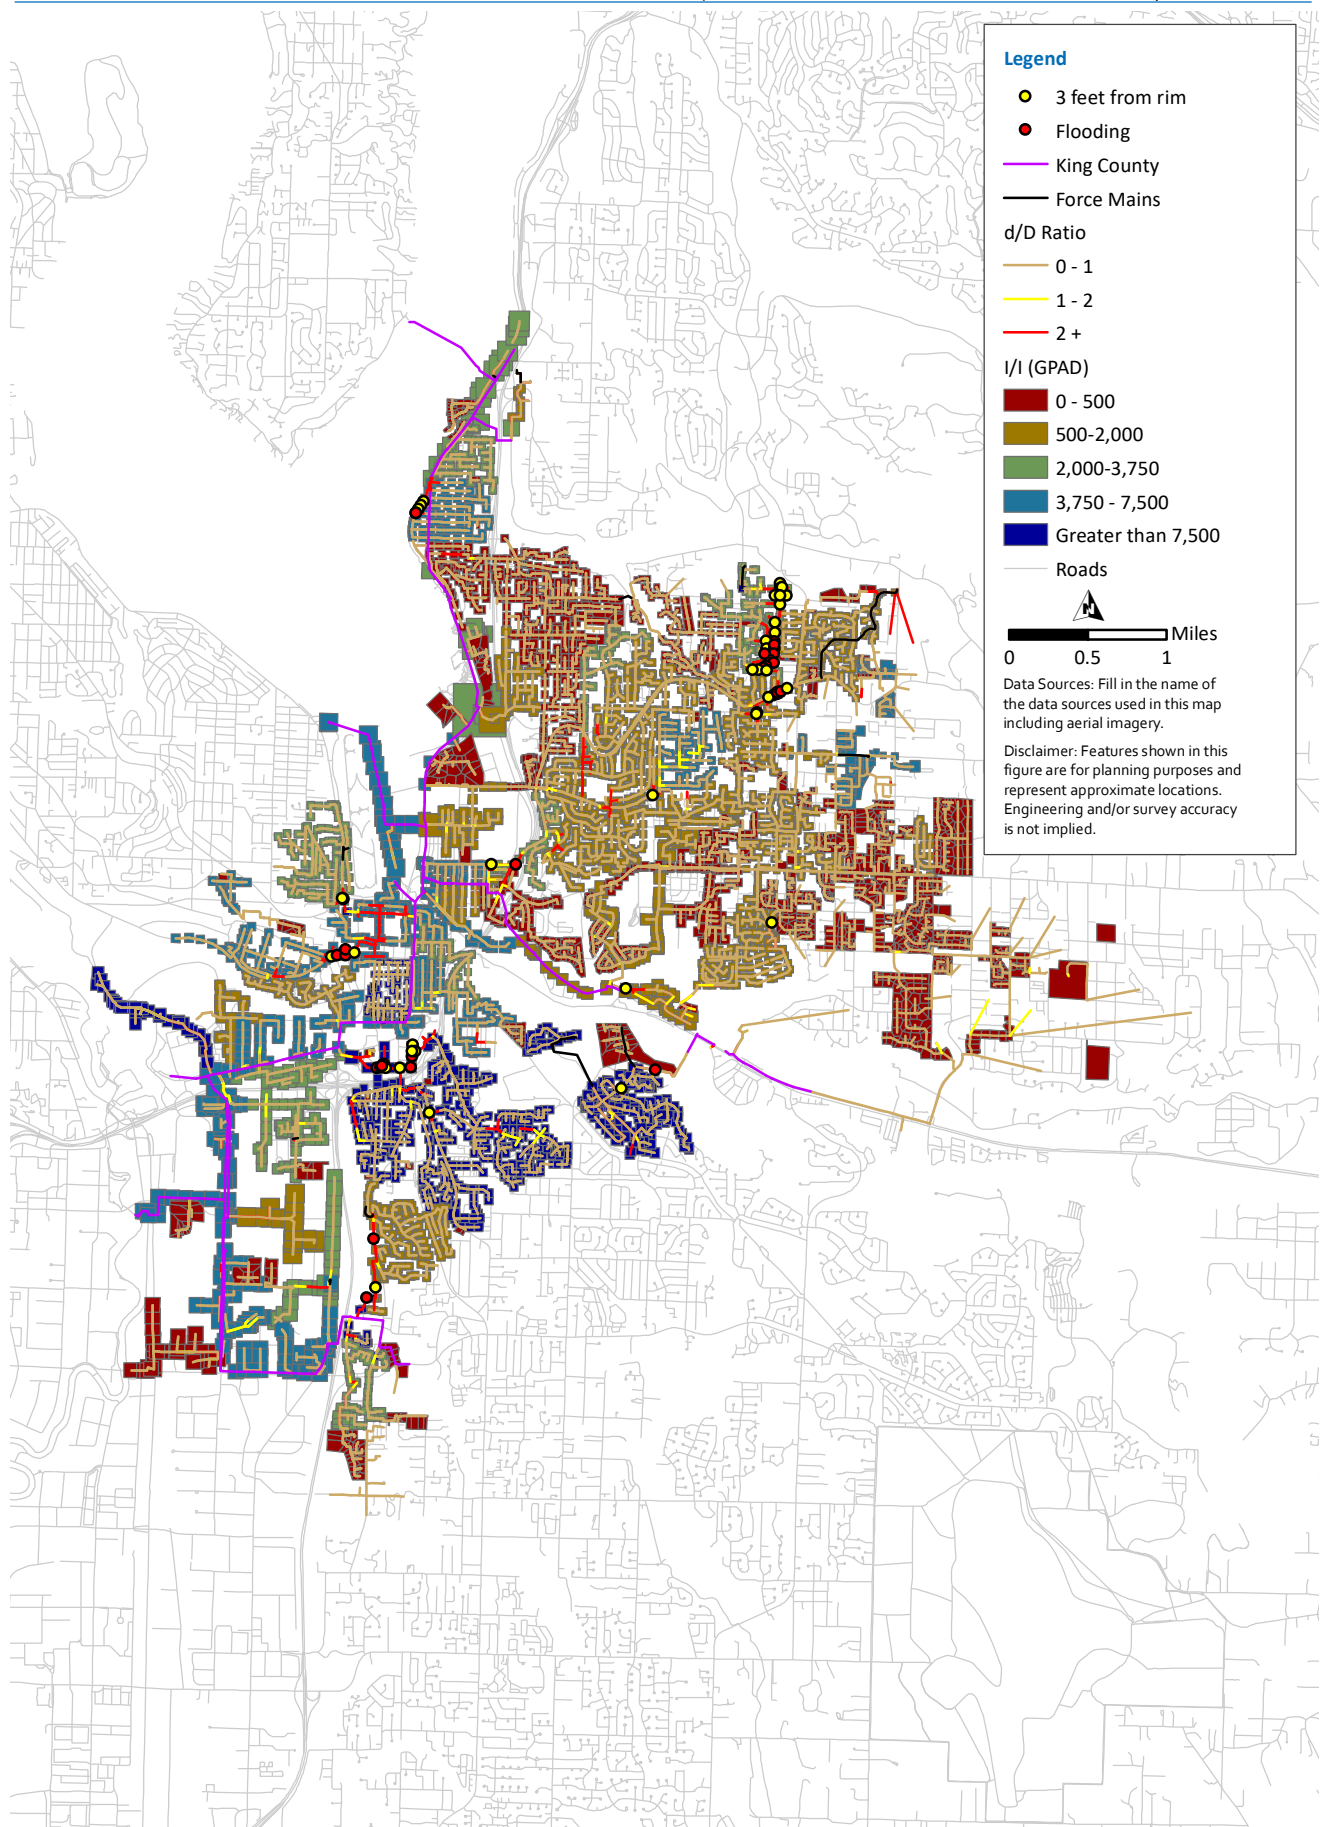 Legend
3 feet from rim
Flooding
King County
Force Mains
d/D Ratio
0 - 1
1 - 2
2 +
I/I (GPAD)
0 - 500
500-2,000
2,000-3,750
3,750 - 7,500
Greater than 7,500
Roads
N
Miles
0 0.5 1
Data Sources: Fill in the name of
the data sources used in this map
including aerial imagery.
Disclaimer: Features shown in this
figure are for planning purposes and
represent approximate locations.
Engineering and/or survey accuracy
is not implied.